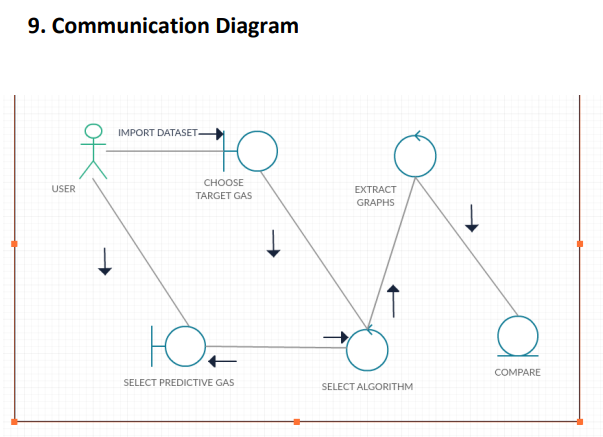 9. Communication Diagram
IMPORT DATASET
USER
CHOOSE
TARGET GAS
EXTRACT
GRAPHS
SELECT PREDICTIVE GAS
SELECT ALGORITHM
COMPARE